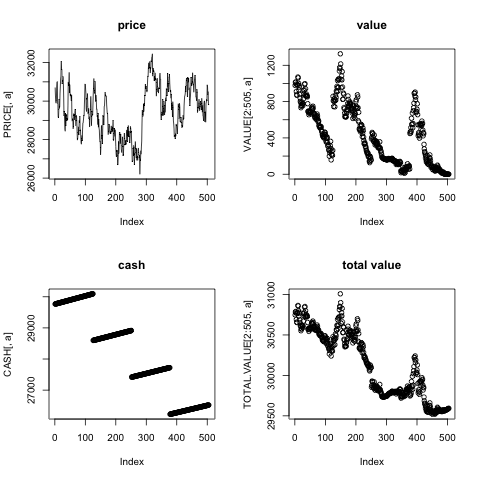 price
PRICE[, a]
26000 28000 29000 30000 32000
0 100 200 300 400 500
Index
value
VALUE[2:505, a]
0 400 800 1200
0 100 200 300 400 500
Index
cash
CASH[, a]
27000 29000
0 100 200 300 400 500
Index
total value
TOTAL.VALUE[2:505, a]
29500 30000 30500 31000
0 100 200 300 400 500
Index